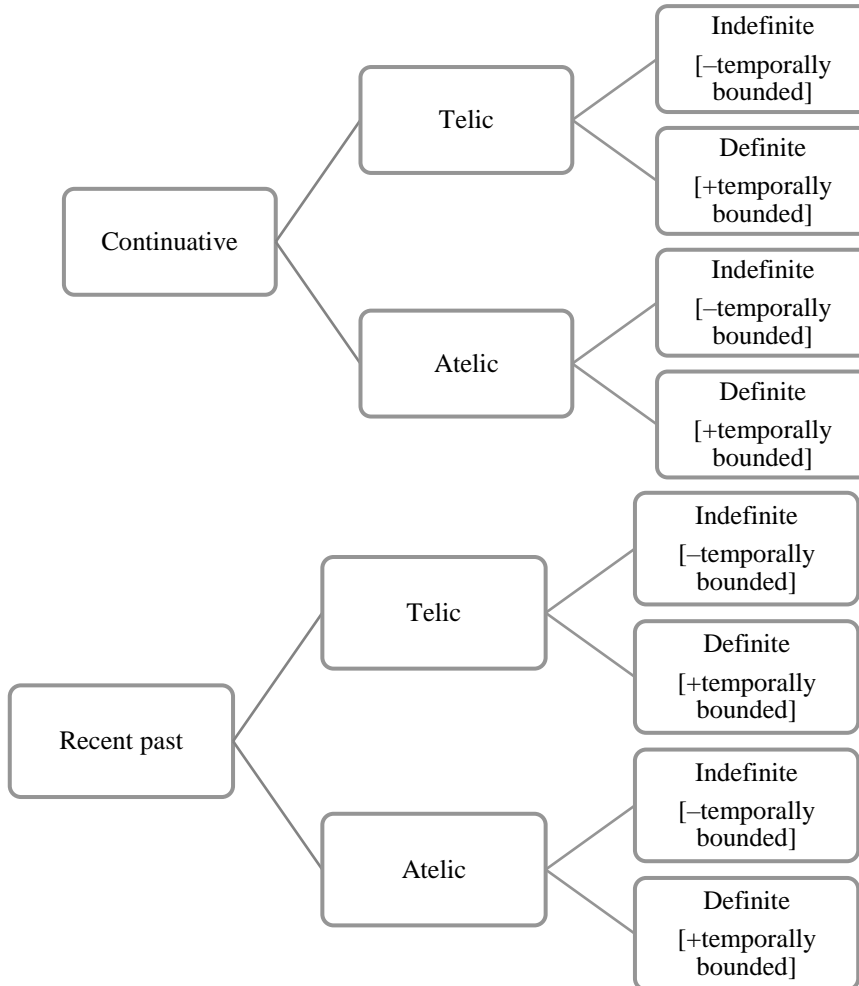 Continuative
Telic
Indefinite
[–temporally
bounded]
Definite
[+temporally
bounded]
Atelic
Indefinite
[–temporally
bounded]
Definite
[+temporally
bounded]
Recent past
Telic
Indefinite
[–temporally
bounded]
Definite
[+temporally
bounded]
Atelic
Indefinite
[–temporally
bounded]
Definite
[+temporally
bounded]